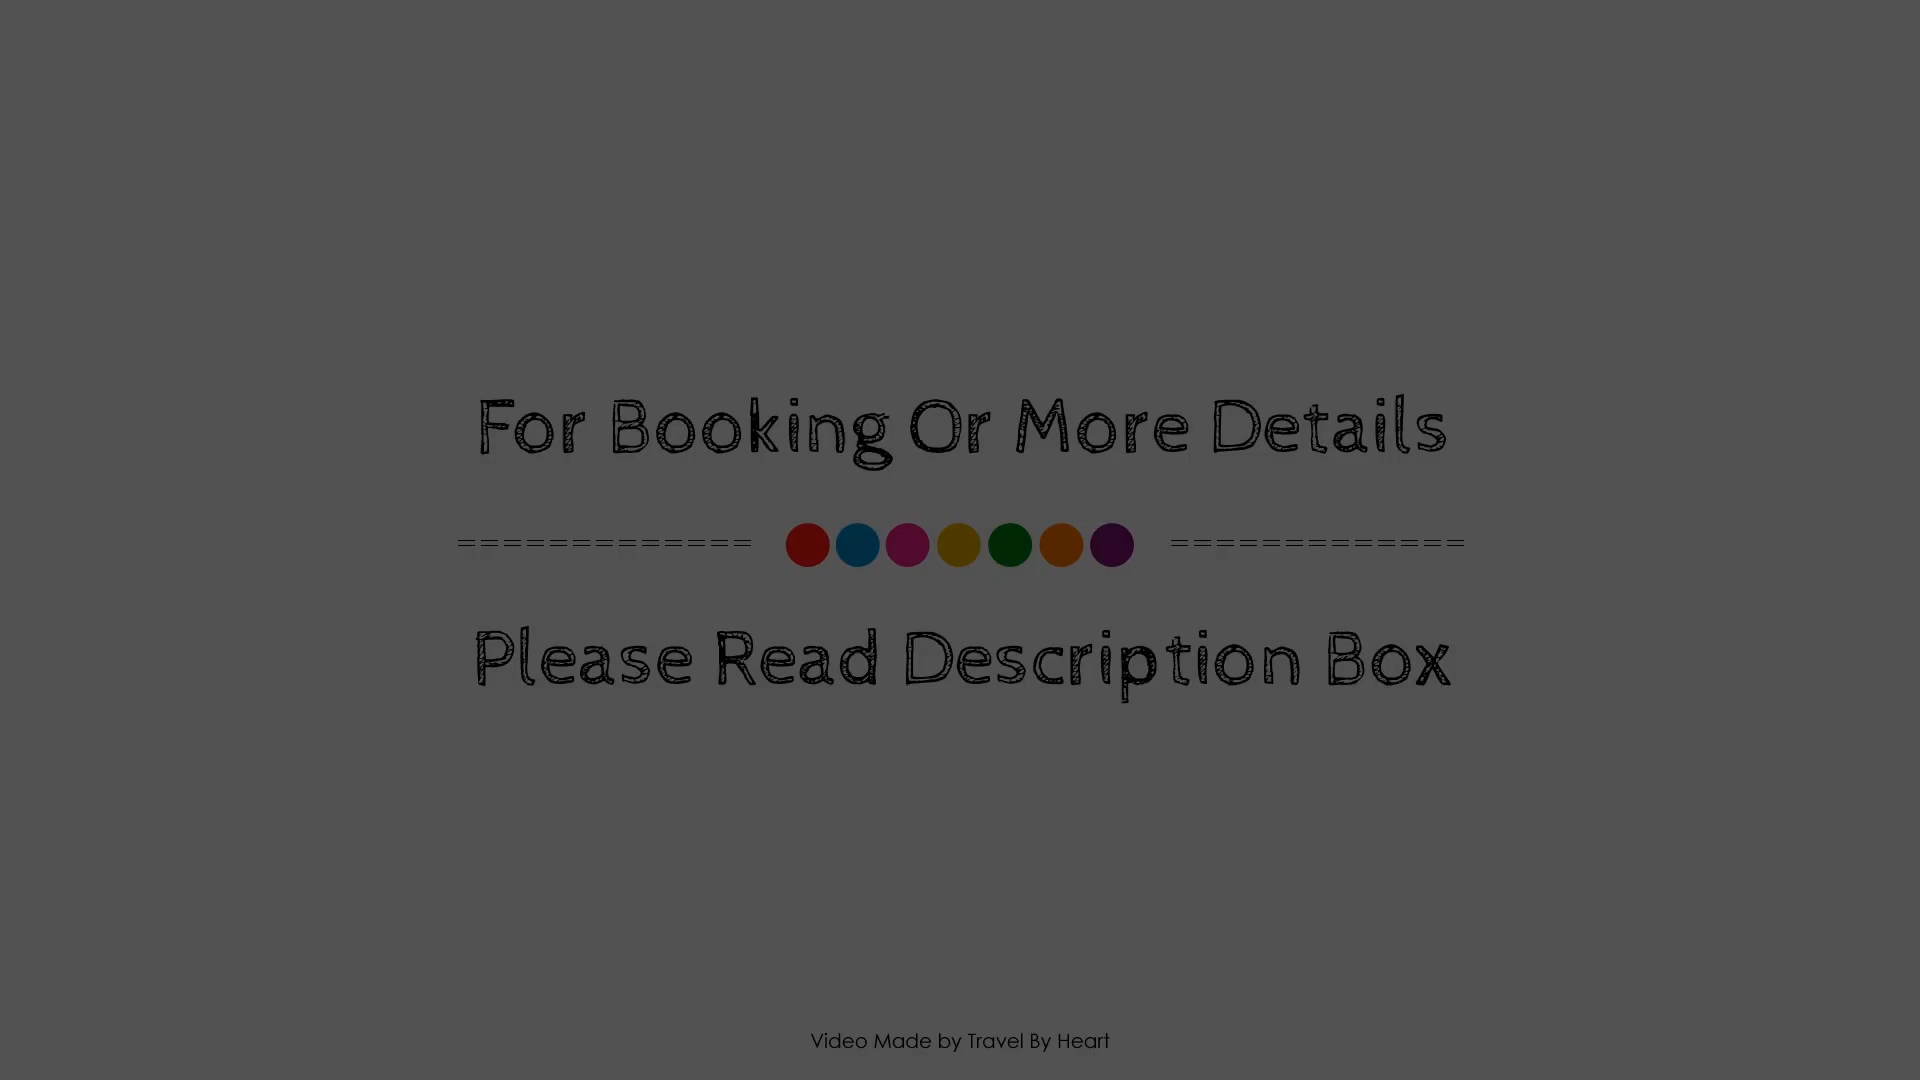 For Booking Or More Details
============= =============
Please Read Description Box
Video Made by Travel By Heart